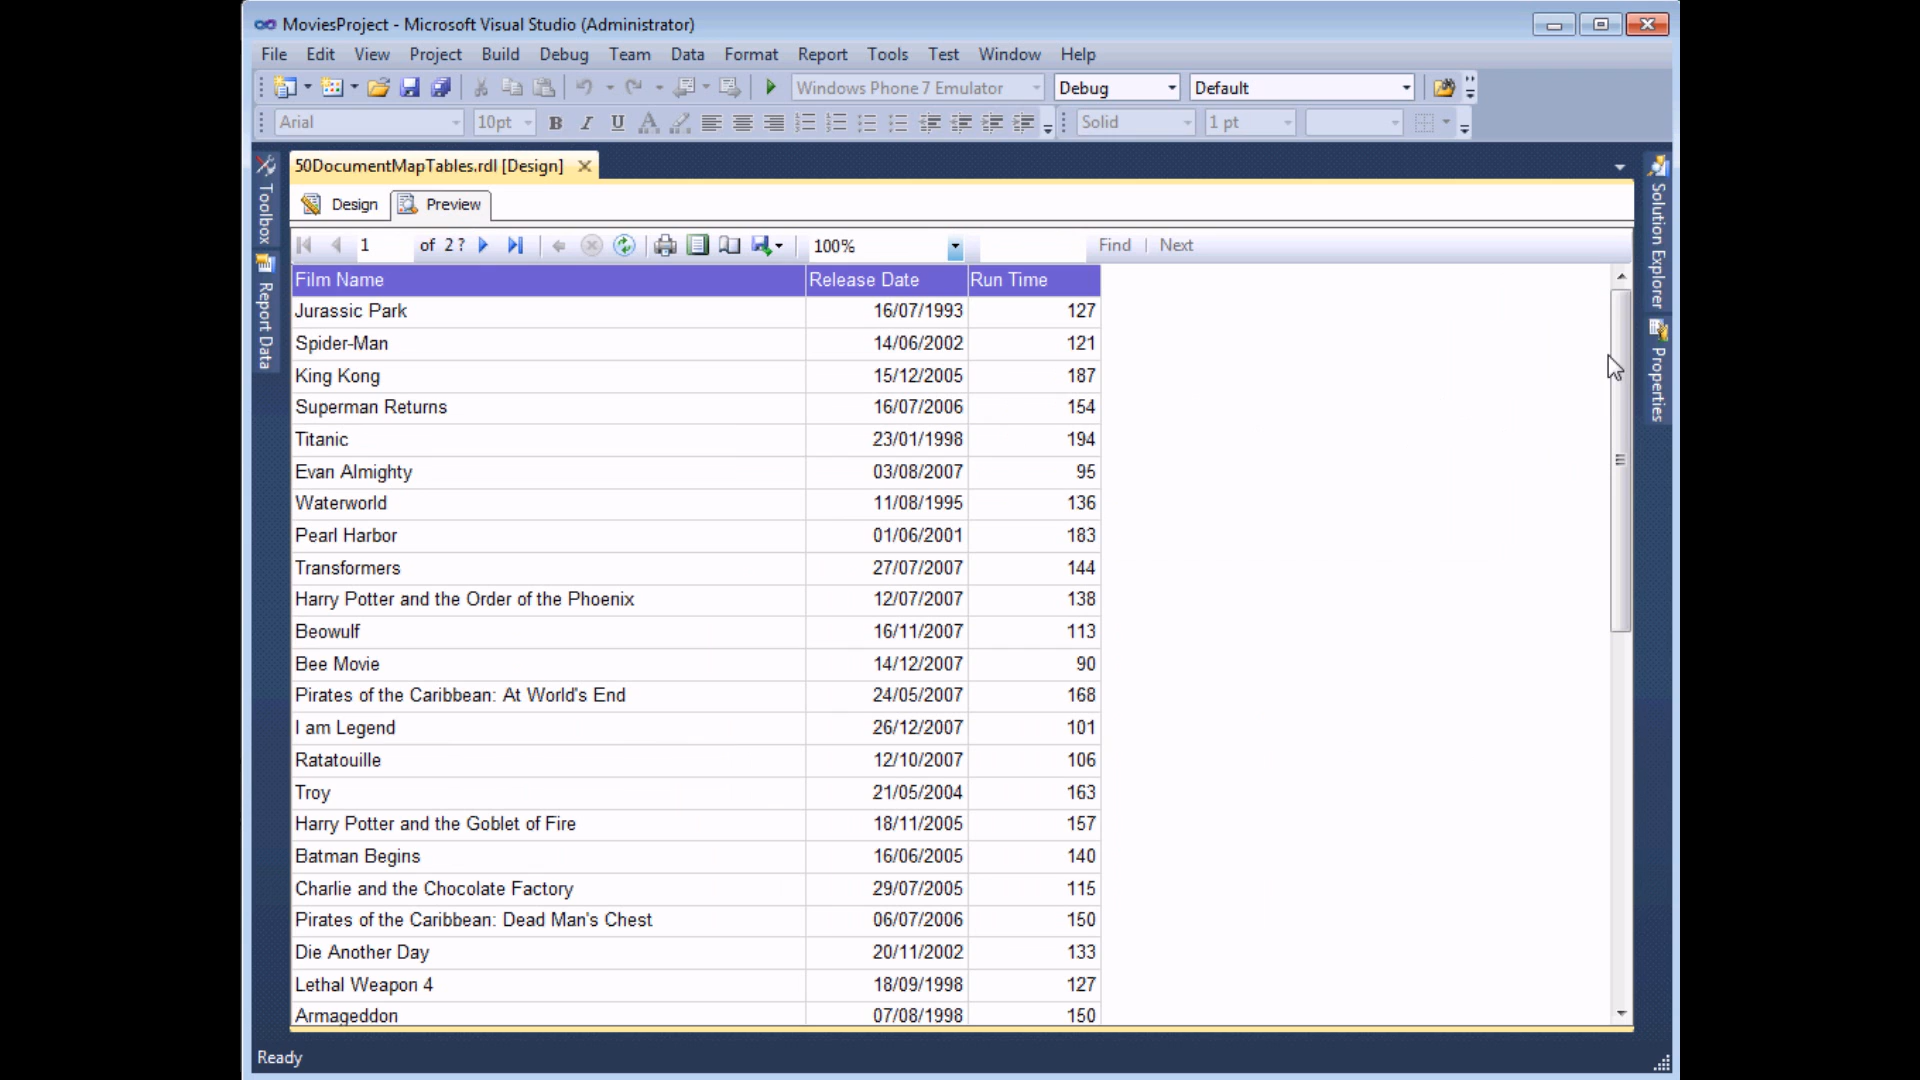 MoviesProject - Microsoft Visual Studio (Administrator)
File Edit View Project Build Debug Team Data Format Report Tools Test Window Help
Windows Phone 7 Emulator Debug Default
Arial 10pt B I U A Solid 1 pt
50DocumentMapTables.rdl [Design]
Design Preview
1 of 2 ? 100% Find | Next
Toolbox
Report Data
Solution Explorer
Properties
Film Name Release Date Run Time
Jurassic Park 16/07/1993 127
Spider-Man 14/06/2002 121
King Kong 15/12/2005 187
Superman Returns 16/07/2006 154
Titanic 23/01/1998 194
Evan Almighty 03/08/2007 95
Waterworld 11/08/1995 136
Pearl Harbor 01/06/2001 183
Transformers 27/07/2007 144
Harry Potter and the Order of the Phoenix 12/07/2007 138
Beowulf 16/11/2007 113
Bee Movie 14/12/2007 90
Pirates of the Caribbean: At World's End 24/05/2007 168
I am Legend 26/12/2007 101
Ratatouille 12/10/2007 106
Troy 21/05/2004 163
Harry Potter and the Goblet of Fire 18/11/2005 157
Batman Begins 16/06/2005 140
Charlie and the Chocolate Factory 29/07/2005 115
Pirates of the Caribbean: Dead Man's Chest 06/07/2006 150
Die Another Day 20/11/2002 133
Lethal Weapon 4 18/09/1998 127
Armageddon 07/08/1998 150
Ready